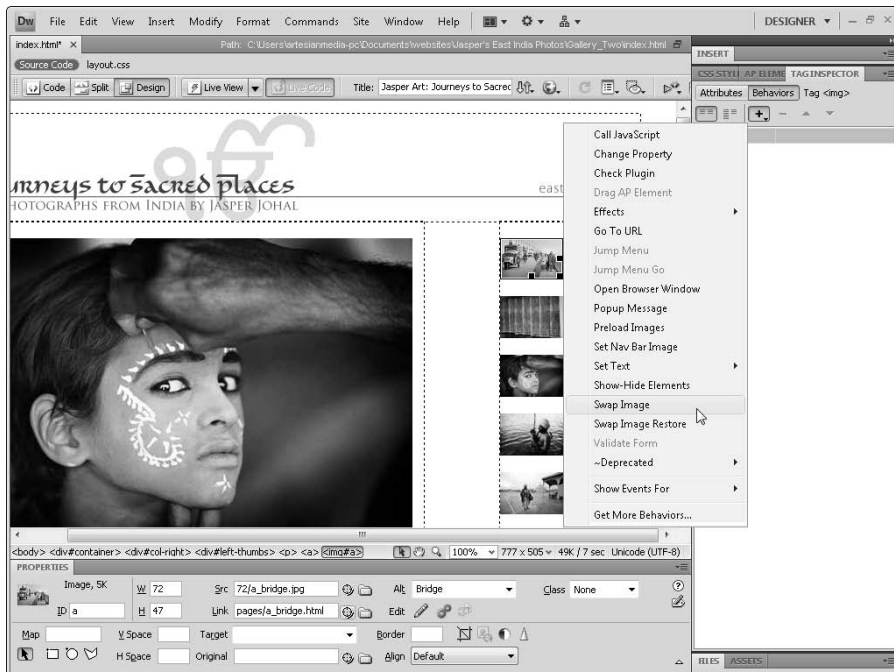 Dw File Edit View Insert Modify Format Commands Site Window Help DESIGNER
index.html* × Path: C:\Users\artesianmedia-pc\Documents\websites\Jasper's East India Photos\Gallery_Two\index.html
Source Code layout.css
Code Split Design Live View Live Code Title: Jasper Art: Journeys to Sacred
INSERT
CSS STYL AP ELEME TAG INSPECTOR
Attributes Behaviors Tag <img>
urneys to Sacred Places
HOTOGRAPHS FROM INDIA BY JASPER JOHAL
east
Call JavaScript
Change Property
Check Plugin
Drag AP Element
Effects
Go To URL
Jump Menu
Jump Menu Go
Open Browser Window
Popup Message
Preload Images
Set Nav Bar Image
Set Text
Show-Hide Elements
Swap Image
Swap Image Restore
Validate Form
~Deprecated
Show Events For
Get More Behaviors...
<body> <div#container> <div#col-right> <div#left-thumbs> <p> <a> <img#a> 100% 777 x 505 49K / 7 sec Unicode (UTF-8)
PROPERTIES
Image, 5K W 72 Src 72/a_bridge.jpg Alt Bridge Class None
ID a H 47 Link pages/a_bridge.html Edit
Map V Space Target Border
H Space Original Align Default
FILES ASSETS